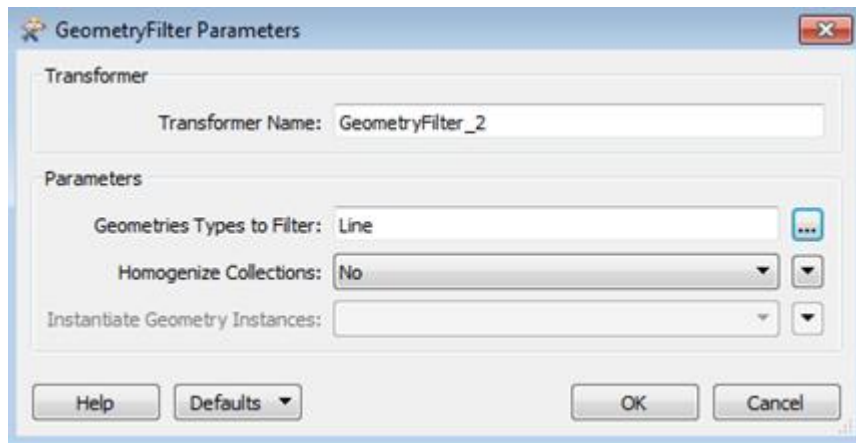 GeometryFilter Parameters
Transformer
Transformer Name: GeometryFilter_2
Parameters
Geometries Types to Filter: Line ...
Homogenize Collections: No
Instantiate Geometry Instances:
Help Defaults OK Cancel